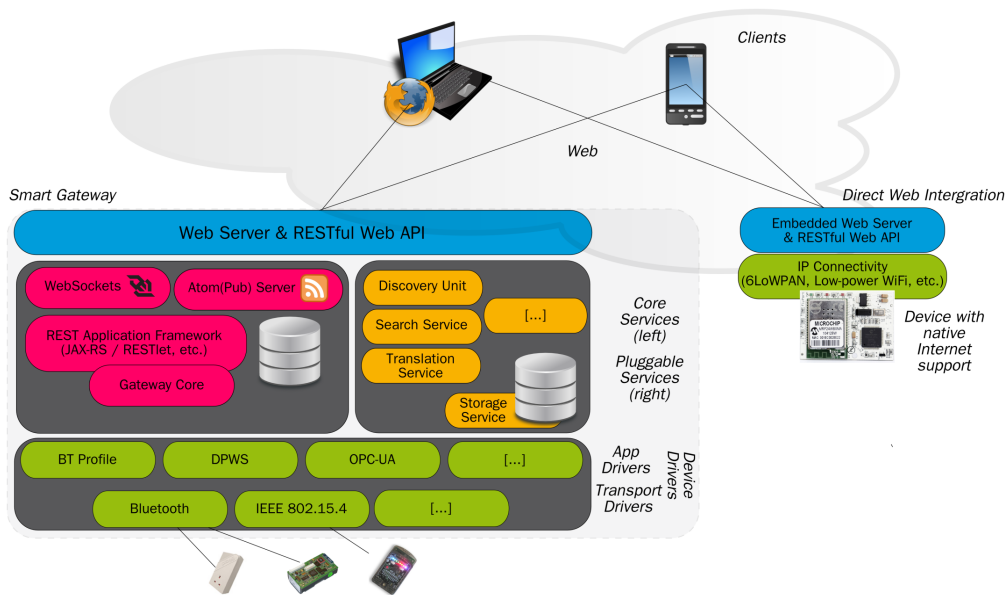 Clients
Web
Smart Gateway
Direct Web Intergration
Web Server & RESTful Web API
Embedded Web Server
& RESTful Web API
IP Connectivity
(6LoWPAN, Low-power WiFi, etc.)
WebSockets
Atom(Pub) Server
REST Application Framework
(JAX-RS / RESTlet, etc.)
Gateway Core
Discovery Unit
Search Service
[...]
Translation
Service
Storage
Service
Core
Services
(left)
Pluggable
Services
(right)
MICROCHIP
Device with
native
Internet
support
BT Profile
DPWS
OPC-UA
[...]
App
Drivers
Device
Drivers
Bluetooth
IEEE 802.15.4
[...]
Transport
Drivers